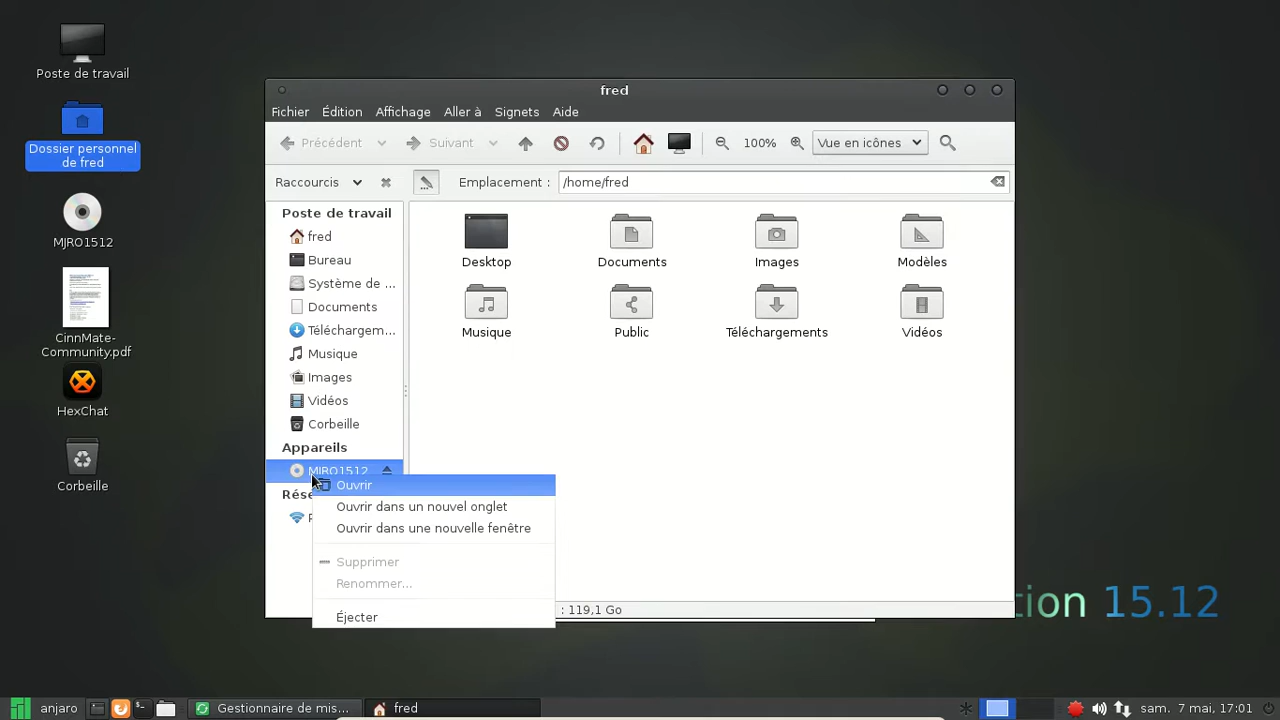 Poste de travail
Dossier personnel
de fred
MJRO1512
CinnMate-
Community.pdf
HexChat
Corbeille
fred
Fichier Édition Affichage Aller à Signets Aide
Précédent Suivant 100% Vue en icônes
Raccourcis Emplacement : /home/fred
Poste de travail
fred
Bureau
Système de ...
Documents
Téléchargem...
Musique
Images
Vidéos
Corbeille
Appareils
MJRO1512
Rése
Desktop Documents Images Modèles
Musique Public Téléchargements Vidéos
Ouvrir
Ouvrir dans un nouvel onglet
Ouvrir dans une nouvelle fenêtre
Supprimer
Renommer...
Éjecter
: 119,1 Go
tion 15.12
anjaro Gestionnaire de mis... fred sam. 7 mai, 17:01